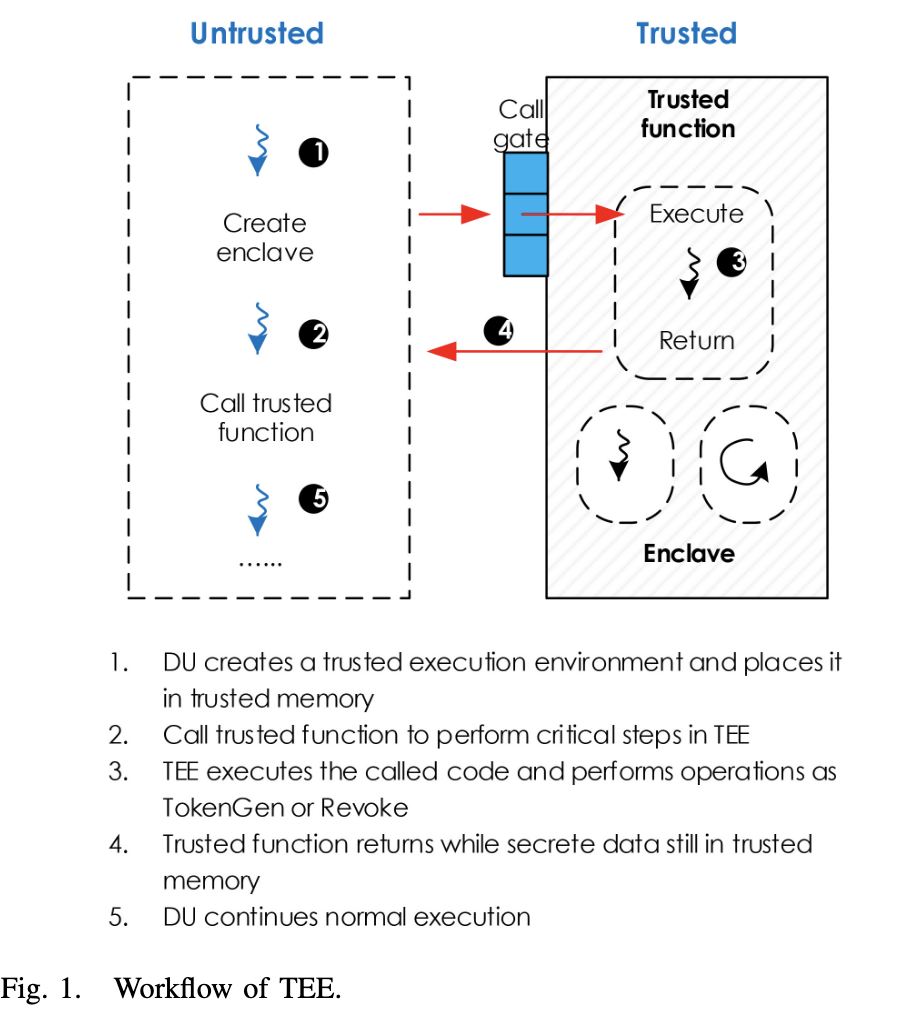 Untrusted
Trusted
1
Create
enclave
2
Call trusted
function
5
......
Call
gate
4
Trusted
function
Execute
3
Return
Enclave
1. DU creates a trusted execution environment and places it
in trusted memory
2. Call trusted function to perform critical steps in TEE
3. TEE executes the called code and performs operations as
TokenGen or Revoke
4. Trusted function returns while secrete data still in trusted
memory
5. DU continues normal execution
Fig. 1. Workflow of TEE.